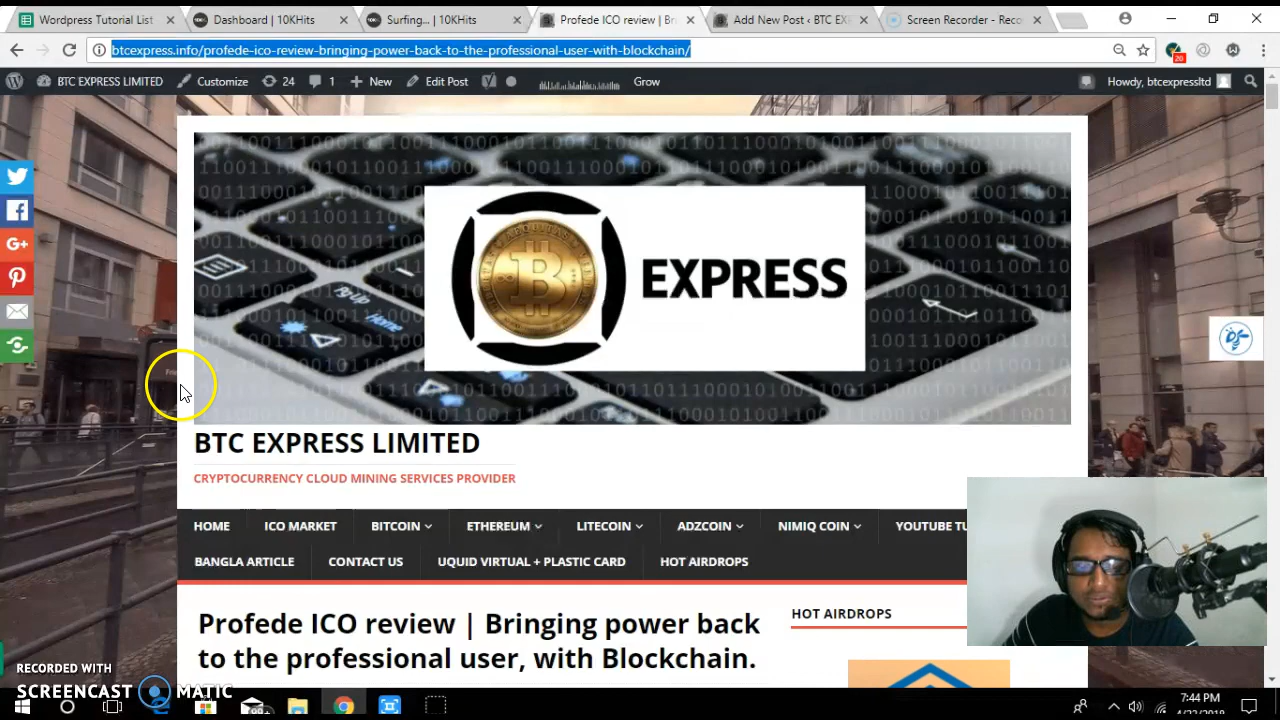 Wordpress Tutorial List
Dashboard | 10KHits
Surfing... | 10KHits
Profede ICO review | Br
Add New Post ‹ BTC EX
Screen Recorder - Reco
btcexpress.info/profede-ico-review-bringing-power-back-to-the-professional-user-with-blockchain/
20
BTC EXPRESS LIMITED
Customize
24
1
New
Edit Post
Grow
Howdy, btcexpressltd
Pg Up
Home
EXPRESS
BTC EXPRESS LIMITED
CRYPTOCURRENCY CLOUD MINING SERVICES PROVIDER
HOME
ICO MARKET
BITCOIN
ETHEREUM
LITECOIN
ADZCOIN
NIMIQ COIN
YOUTUBE TU
BANGLA ARTICLE
CONTACT US
UQUID VIRTUAL + PLASTIC CARD
HOT AIRDROPS
Profede ICO review | Bringing power back
to the professional user, with Blockchain.
HOT AIRDROPS
RECORDED WITH
SCREENCAST MATIC
7:44 PM